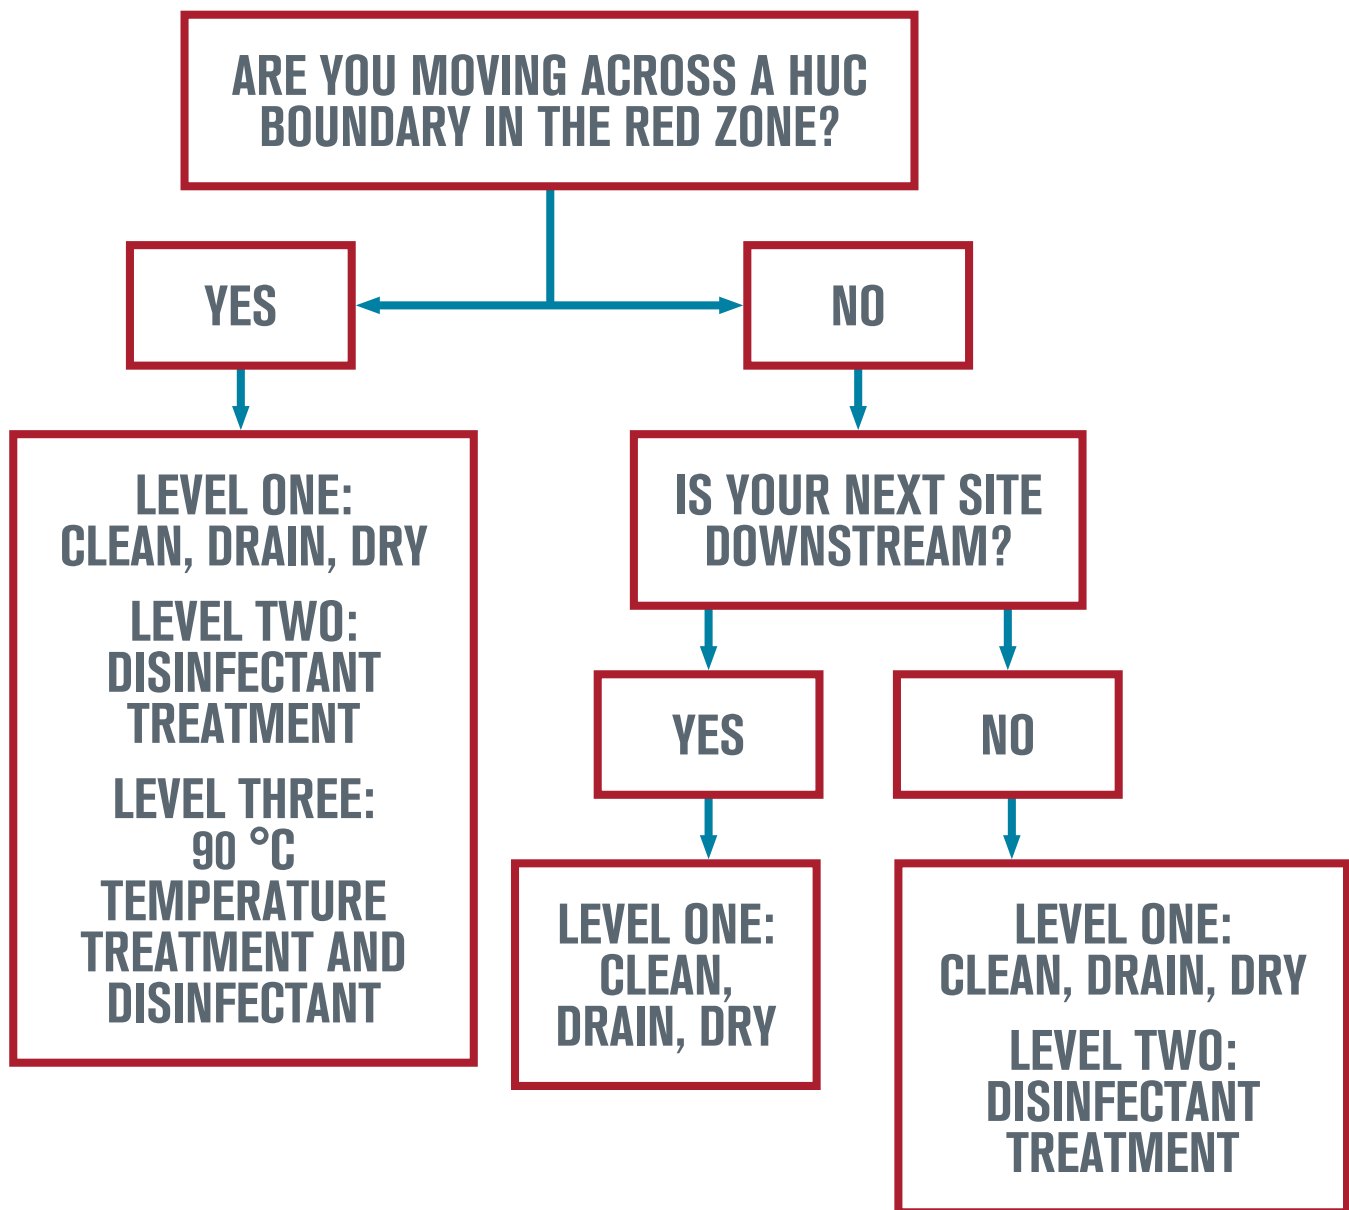 ARE YOU MOVING ACROSS A HUC
BOUNDARY IN THE RED ZONE?
YES
NO
LEVEL ONE:
CLEAN, DRAIN, DRY
LEVEL TWO:
DISINFECTANT
TREATMENT
LEVEL THREE:
90 °C
TEMPERATURE
TREATMENT AND
DISINFECTANT
IS YOUR NEXT SITE
DOWNSTREAM?
YES
NO
LEVEL ONE:
CLEAN,
DRAIN, DRY
LEVEL ONE:
CLEAN, DRAIN, DRY
LEVEL TWO:
DISINFECTANT
TREATMENT